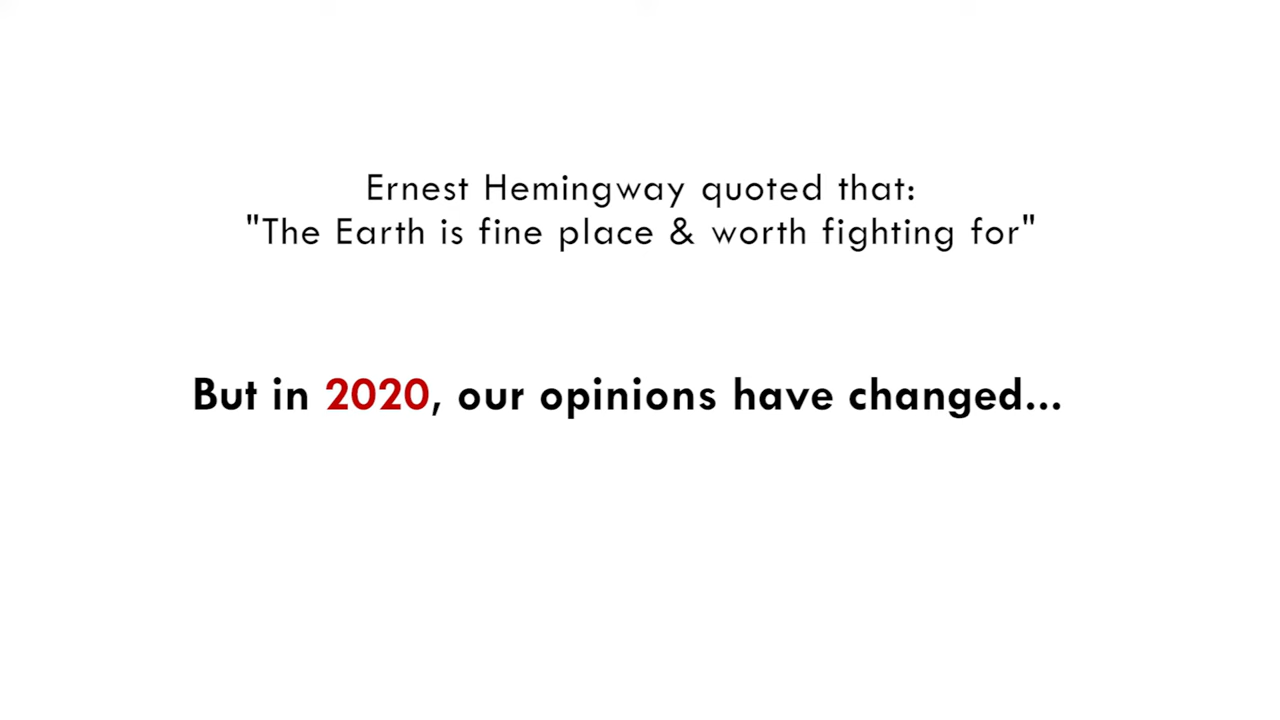 Ernest Hemingway quoted that:
"The Earth is fine place & worth fighting for"
But in 2020, our opinions have changed...